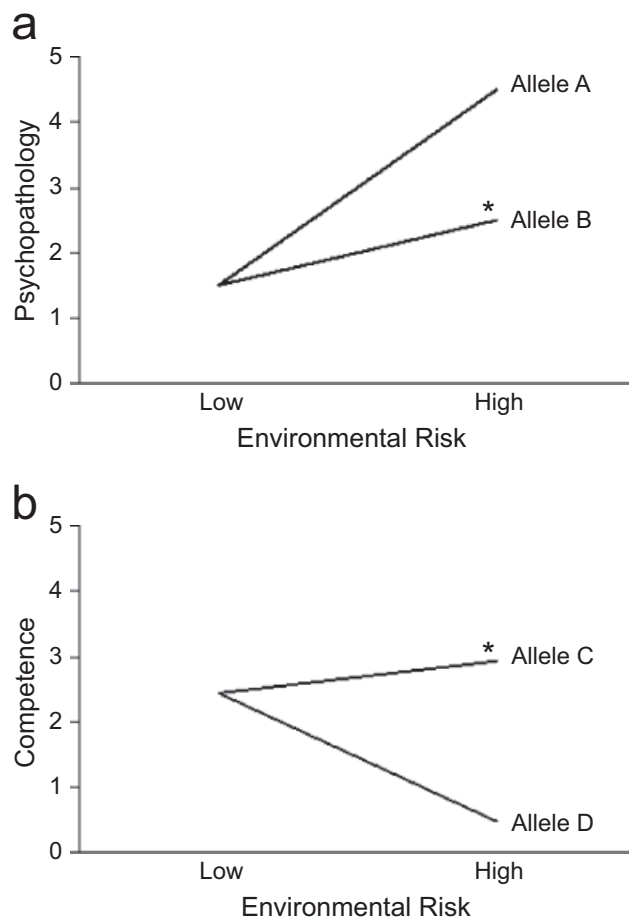 a
5
4
3
2
1
0
Psychopathology
Allele A
*
Allele B
Low High
Environmental Risk
b
5
4
3
2
1
0
Competence
*
Allele C
Allele D
Low High
Environmental Risk